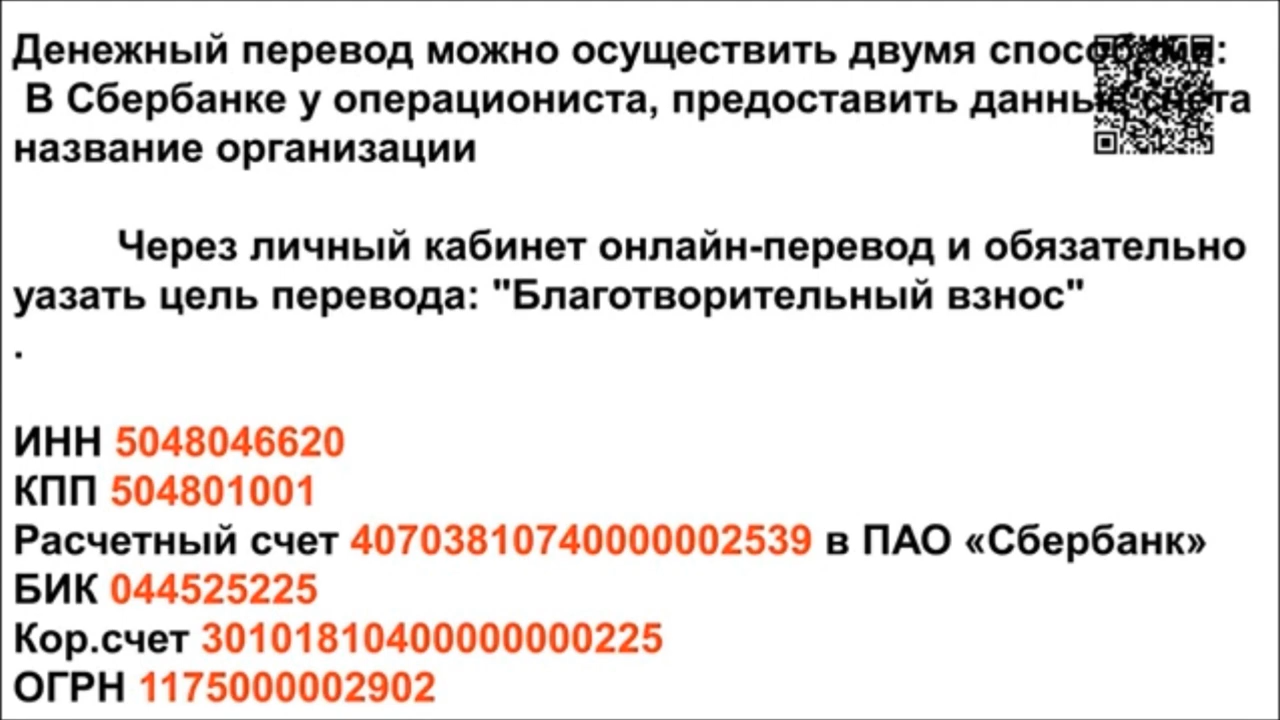 Денежный перевод можно осуществить двумя способами:
В Сбербанке у операциониста, предоставить данные счета
название организации
Через личный кабинет онлайн-перевод и обязательно
уазать цель перевода: "Благотворительный взнос"
.
ИНН 5048046620
КПП 504801001
Расчетный счет 40703810740000002539 в ПАО «Сбербанк»
БИК 044525225
Кор.счет 30101810400000000225
ОГРН 1175000002902